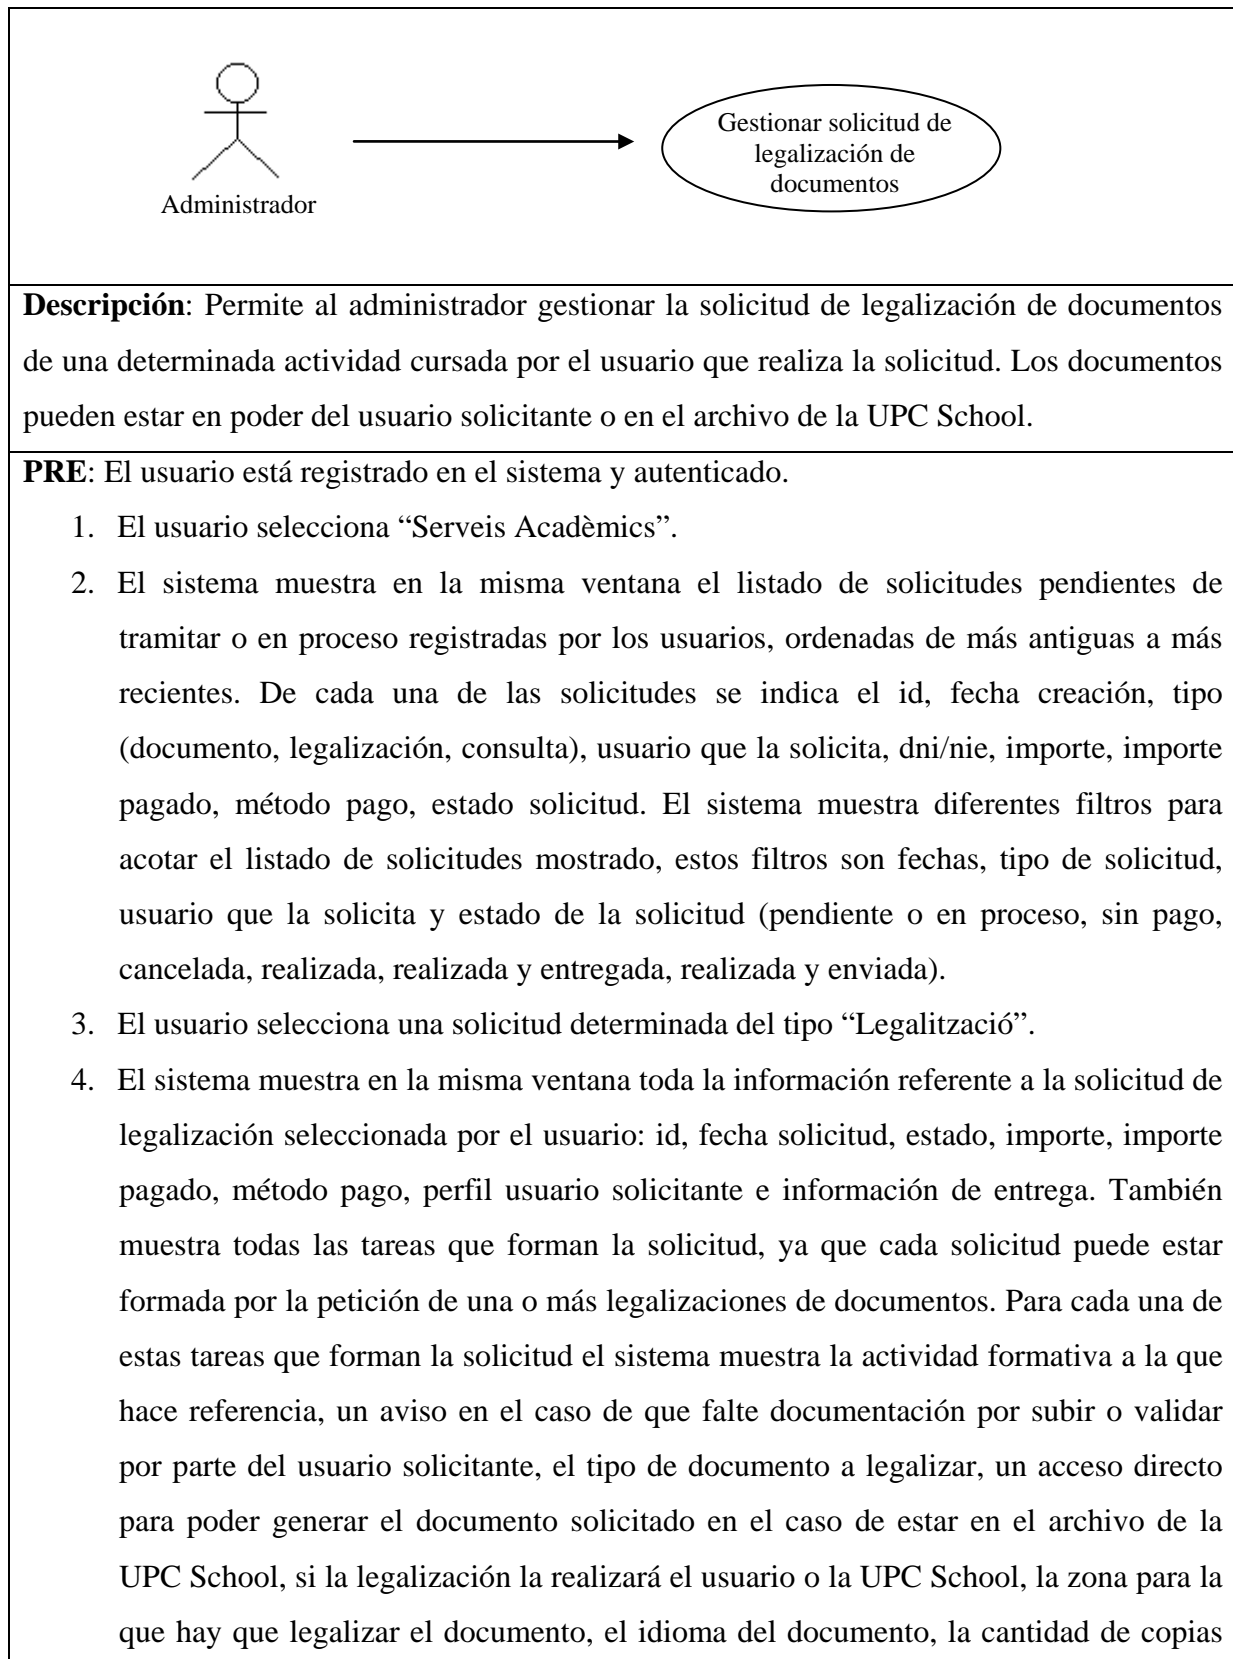 Gestionar solicitud de
legalización de
documentos
Administrador
Descripción: Permite al administrador gestionar la solicitud de legalización de documentos
de una determinada actividad cursada por el usuario que realiza la solicitud. Los documentos
pueden estar en poder del usuario solicitante o en el archivo de la UPC School.
PRE: El usuario está registrado en el sistema y autenticado.
1. El usuario selecciona “Serveis Acadèmics”.
2. El sistema muestra en la misma ventana el listado de solicitudes pendientes de
tramitar o en proceso registradas por los usuarios, ordenadas de más antiguas a más
recientes. De cada una de las solicitudes se indica el id, fecha creación, tipo
(documento, legalización, consulta), usuario que la solicita, dni/nie, importe, importe
pagado, método pago, estado solicitud. El sistema muestra diferentes filtros para
acotar el listado de solicitudes mostrado, estos filtros son fechas, tipo de solicitud,
usuario que la solicita y estado de la solicitud (pendiente o en proceso, sin pago,
cancelada, realizada, realizada y entregada, realizada y enviada).
3. El usuario selecciona una solicitud determinada del tipo “Legalització”.
4. El sistema muestra en la misma ventana toda la información referente a la solicitud de
legalización seleccionada por el usuario: id, fecha solicitud, estado, importe, importe
pagado, método pago, perfil usuario solicitante e información de entrega. También
muestra todas las tareas que forman la solicitud, ya que cada solicitud puede estar
formada por la petición de una o más legalizaciones de documentos. Para cada una de
estas tareas que forman la solicitud el sistema muestra la actividad formativa a la que
hace referencia, un aviso en el caso de que falte documentación por subir o validar
por parte del usuario solicitante, el tipo de documento a legalizar, un acceso directo
para poder generar el documento solicitado en el caso de estar en el archivo de la
UPC School, si la legalización la realizará el usuario o la UPC School, la zona para la
que hay que legalizar el documento, el idioma del documento, la cantidad de copias